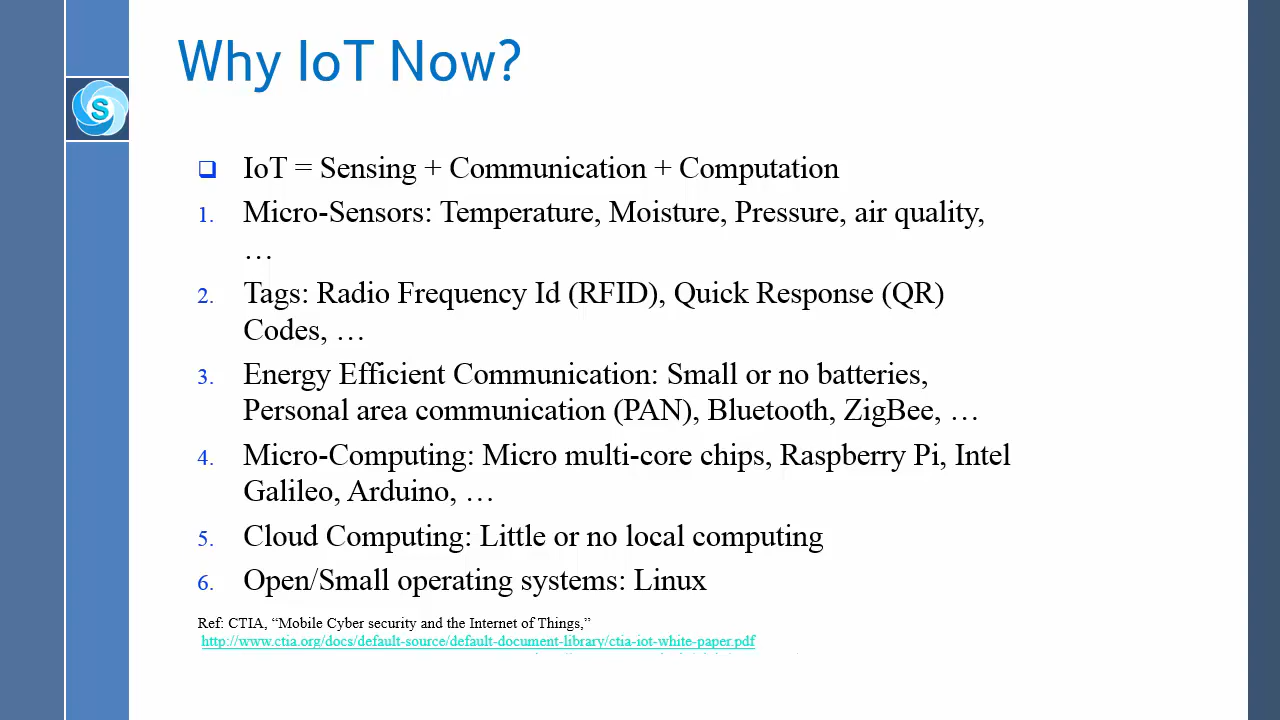 Why IoT Now?
S
❑ IoT = Sensing + Communication + Computation
1. Micro-Sensors: Temperature, Moisture, Pressure, air quality,
…
2. Tags: Radio Frequency Id (RFID), Quick Response (QR)
Codes, …
3. Energy Efficient Communication: Small or no batteries,
Personal area communication (PAN), Bluetooth, ZigBee, …
4. Micro-Computing: Micro multi-core chips, Raspberry Pi, Intel
Galileo, Arduino, …
5. Cloud Computing: Little or no local computing
6. Open/Small operating systems: Linux
Ref: CTIA, “Mobile Cyber security and the Internet of Things,”
http://www.ctia.org/docs/default-source/default-document-library/ctia-iot-white-paper.pdf